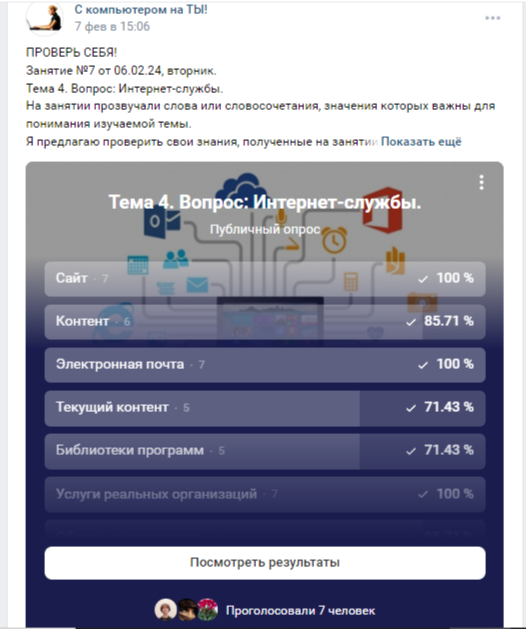 С компьютером на ТЫ!
7 фев в 15:06
ПРОВЕРЬ СЕБЯ!
Занятие №7 от 06.02.24, вторник.
Тема 4. Вопрос: Интернет-службы.
На занятии прозвучали слова или словосочетания, значения которых важны для
понимания изучаемой темы.
Я предлагаю проверить свои знания, полученные на занятии Показать ещё
Тема 4. Вопрос: Интернет-службы.
Публичный опрос
Сайт · 7 100 %
Контент · 6 85.71 %
Электронная почта · 7 100 %
Текущий контент · 5 71.43 %
Библиотеки программ · 5 71.43 %
Услуги реальных организаций · 7 100 %
Посмотреть результаты
Проголосовали 7 человек